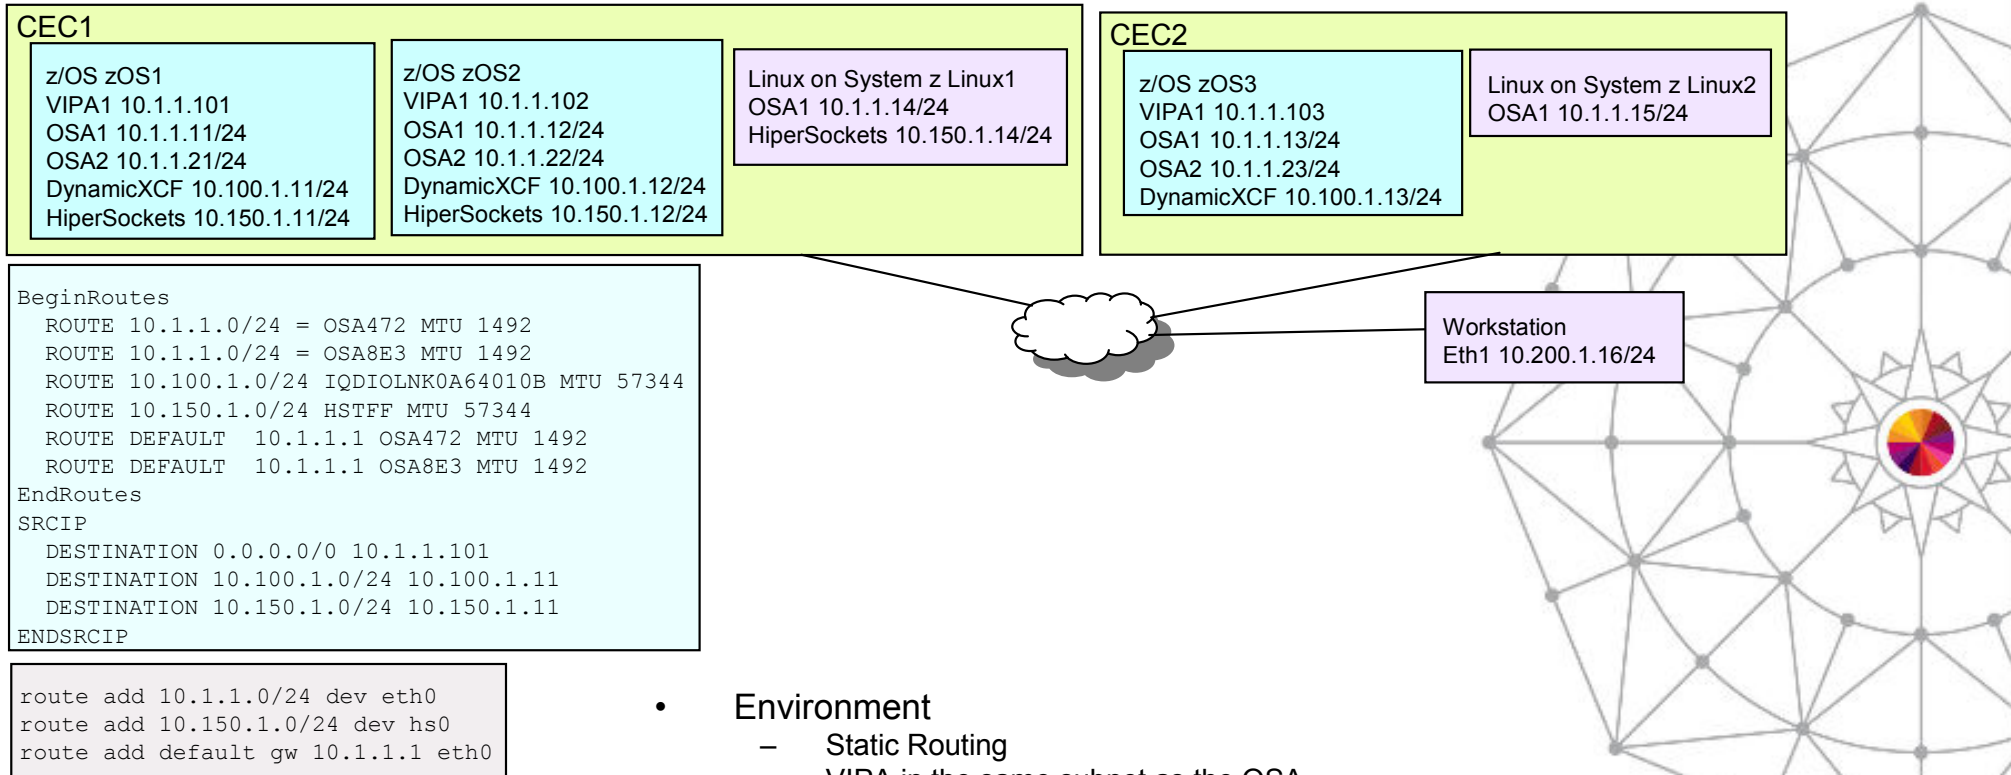 CEC1
z/OS zOS1
VIPA1 10.1.1.101
OSA1 10.1.1.11/24
OSA2 10.1.1.21/24
DynamicXCF 10.100.1.11/24
HiperSockets 10.150.1.11/24
z/OS zOS2
VIPA1 10.1.1.102
OSA1 10.1.1.12/24
OSA2 10.1.1.22/24
DynamicXCF 10.100.1.12/24
HiperSockets 10.150.1.12/24
Linux on System z Linux1
OSA1 10.1.1.14/24
HiperSockets 10.150.1.14/24
CEC2
z/OS zOS3
VIPA1 10.1.1.103
OSA1 10.1.1.13/24
OSA2 10.1.1.23/24
DynamicXCF 10.100.1.13/24
Linux on System z Linux2
OSA1 10.1.1.15/24
Workstation
Eth1 10.200.1.16/24
BeginRoutes
ROUTE 10.1.1.0/24 = OSA472 MTU 1492
ROUTE 10.1.1.0/24 = OSA8E3 MTU 1492
ROUTE 10.100.1.0/24 IQDIOLNK0A64010B MTU 57344
ROUTE 10.150.1.0/24 HSTFF MTU 57344
ROUTE DEFAULT 10.1.1.1 OSA472 MTU 1492
ROUTE DEFAULT 10.1.1.1 OSA8E3 MTU 1492
EndRoutes
SRCIP
DESTINATION 0.0.0.0/0 10.1.1.101
DESTINATION 10.100.1.0/24 10.100.1.11
DESTINATION 10.150.1.0/24 10.150.1.11
ENDSRCIP
route add 10.1.1.0/24 dev eth0
route add 10.150.1.0/24 dev hs0
route add default gw 10.1.1.1 eth0
• Environment
– Static Routing
VIPA in the same subnet as the OSA